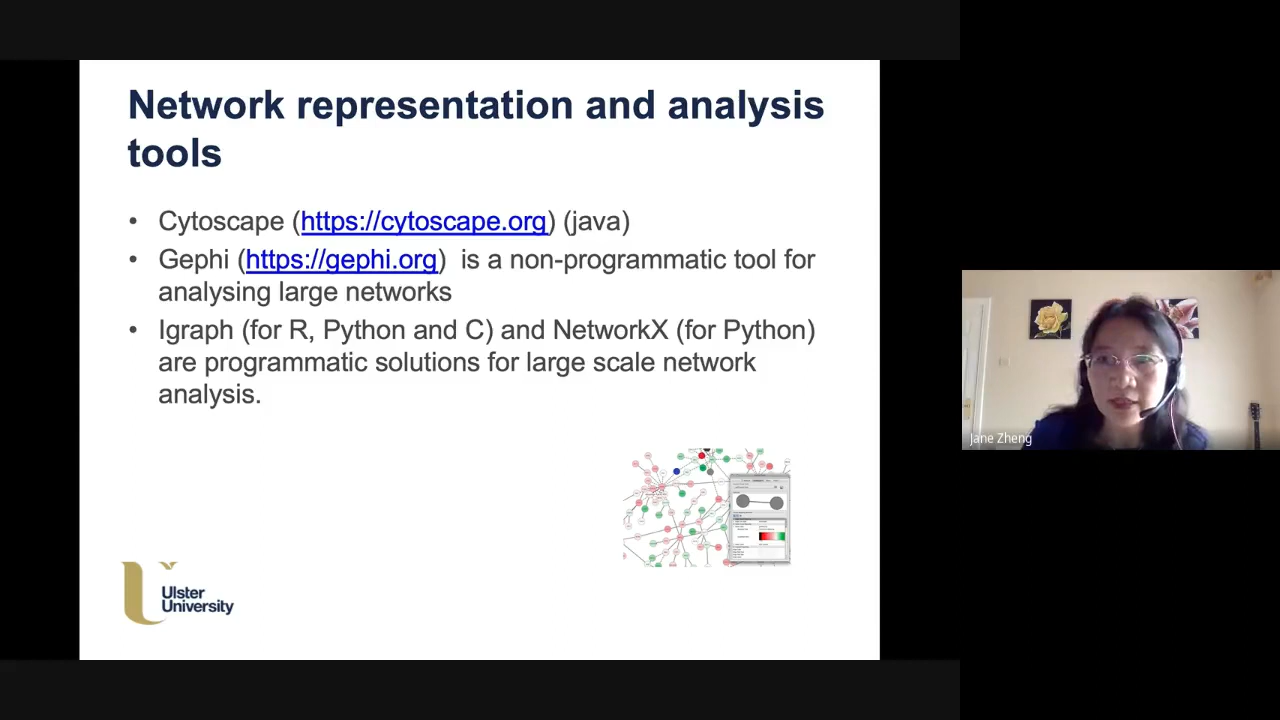 Network representation and analysis
tools
• Cytoscape (https://cytoscape.org) (java)
• Gephi (https://gephi.org)  is a non-programmatic tool for
analysing large networks
• Igraph (for R, Python and C) and NetworkX (for Python)
are programmatic solutions for large scale network
analysis.
Ulster
University
Jane Zheng